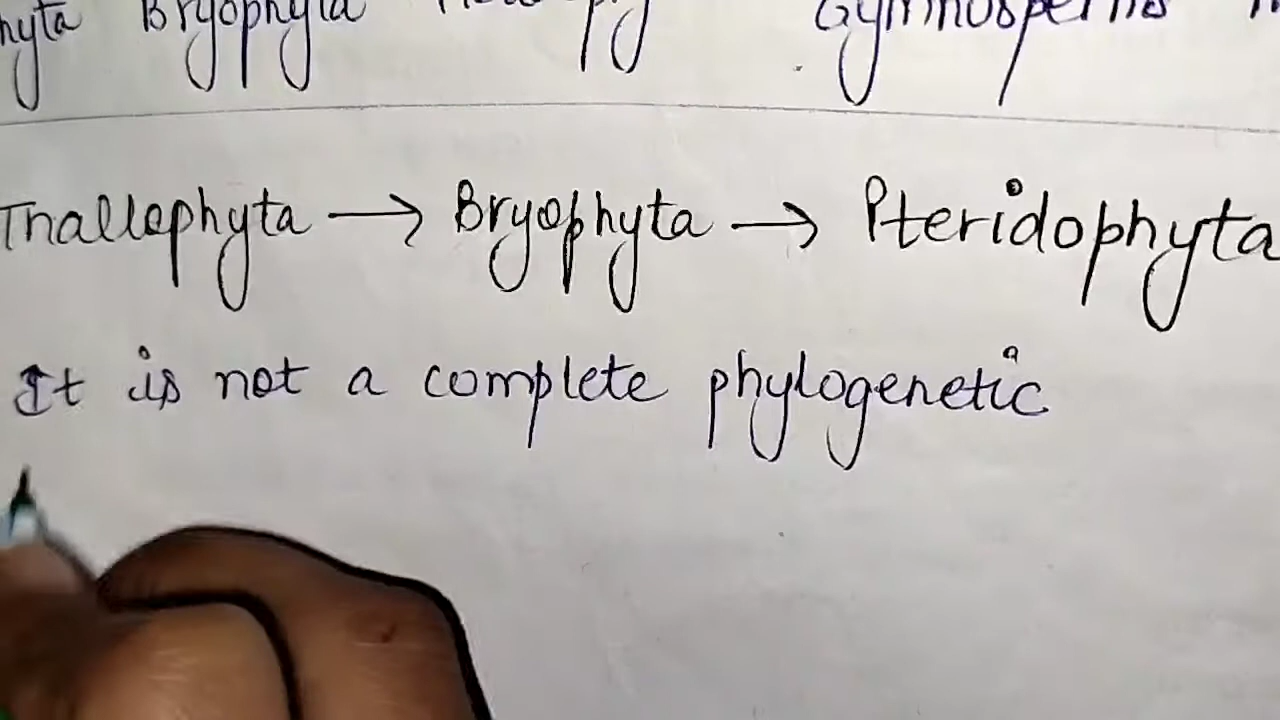 Bryophyta Gymnosperms
Thallophyta → Bryophyta → Pteridophyta
It is not a complete phylogenetic